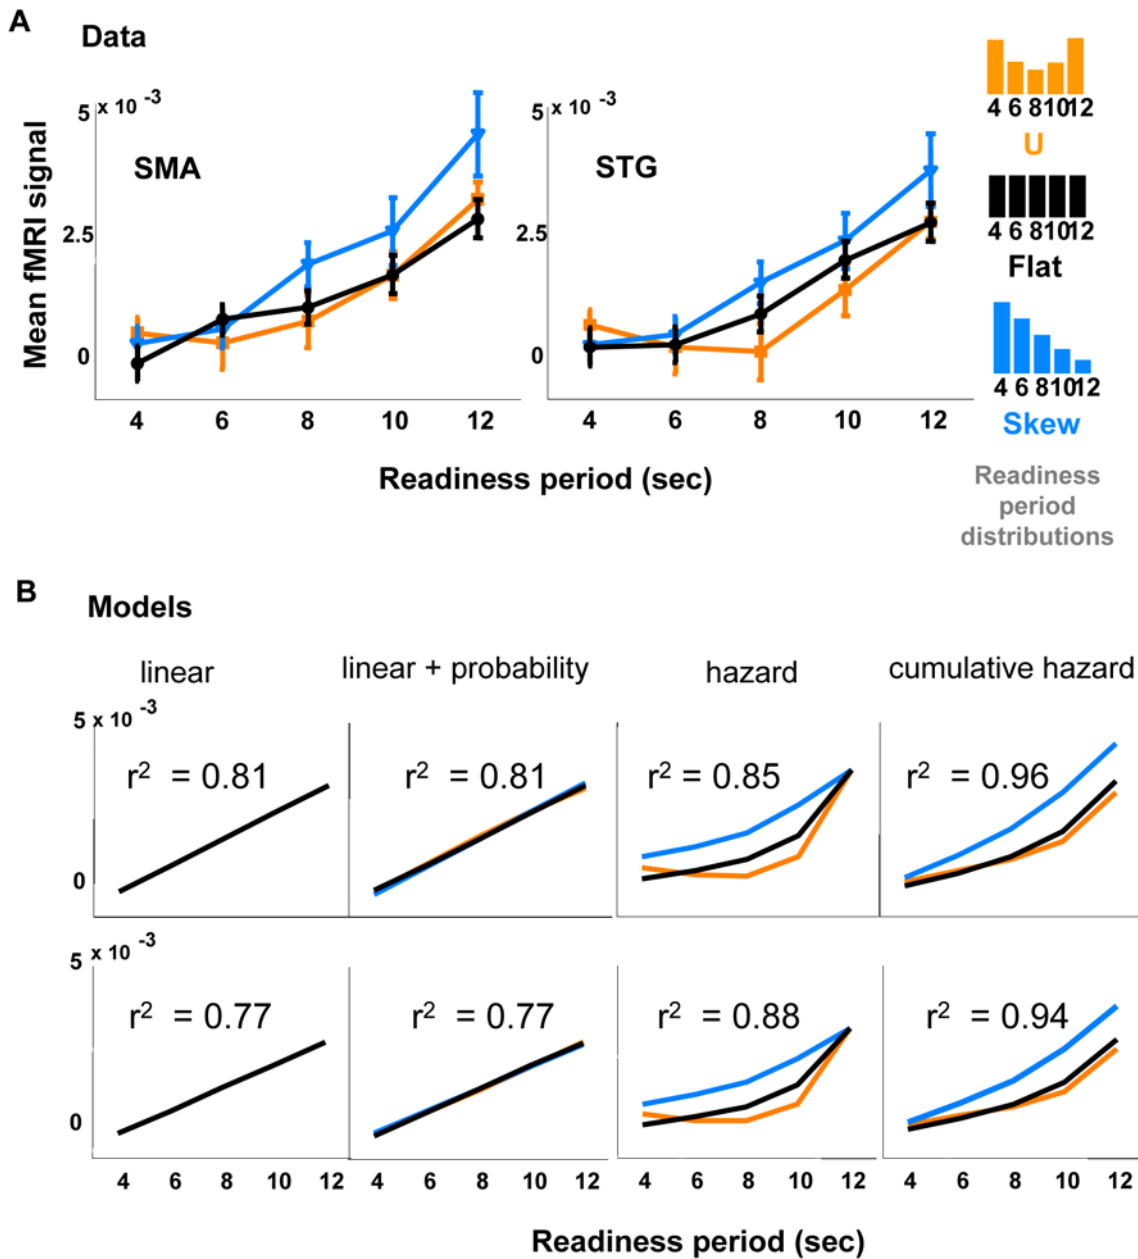 A
Data
5 x 10 -3
2.5
0
Mean fMRI signal
SMA
4 6 8 10 12
5 x 10 -3
2.5
0
STG
4 6 8 10 12
Readiness period (sec)
4 6 8 10 12
U
4 6 8 10 12
Flat
4 6 8 10 12
Skew
Readiness
period
distributions
B
Models
linear
linear + probability
hazard
cumulative hazard
5 x 10 -3
0
r² = 0.81
r² = 0.81
r² = 0.85
r² = 0.96
5 x 10 -3
0
r² = 0.77
r² = 0.77
r² = 0.88
r² = 0.94
4 6 8 10 12
4 6 8 10 12
4 6 8 10 12
4 6 8 10 12
Readiness period (sec)